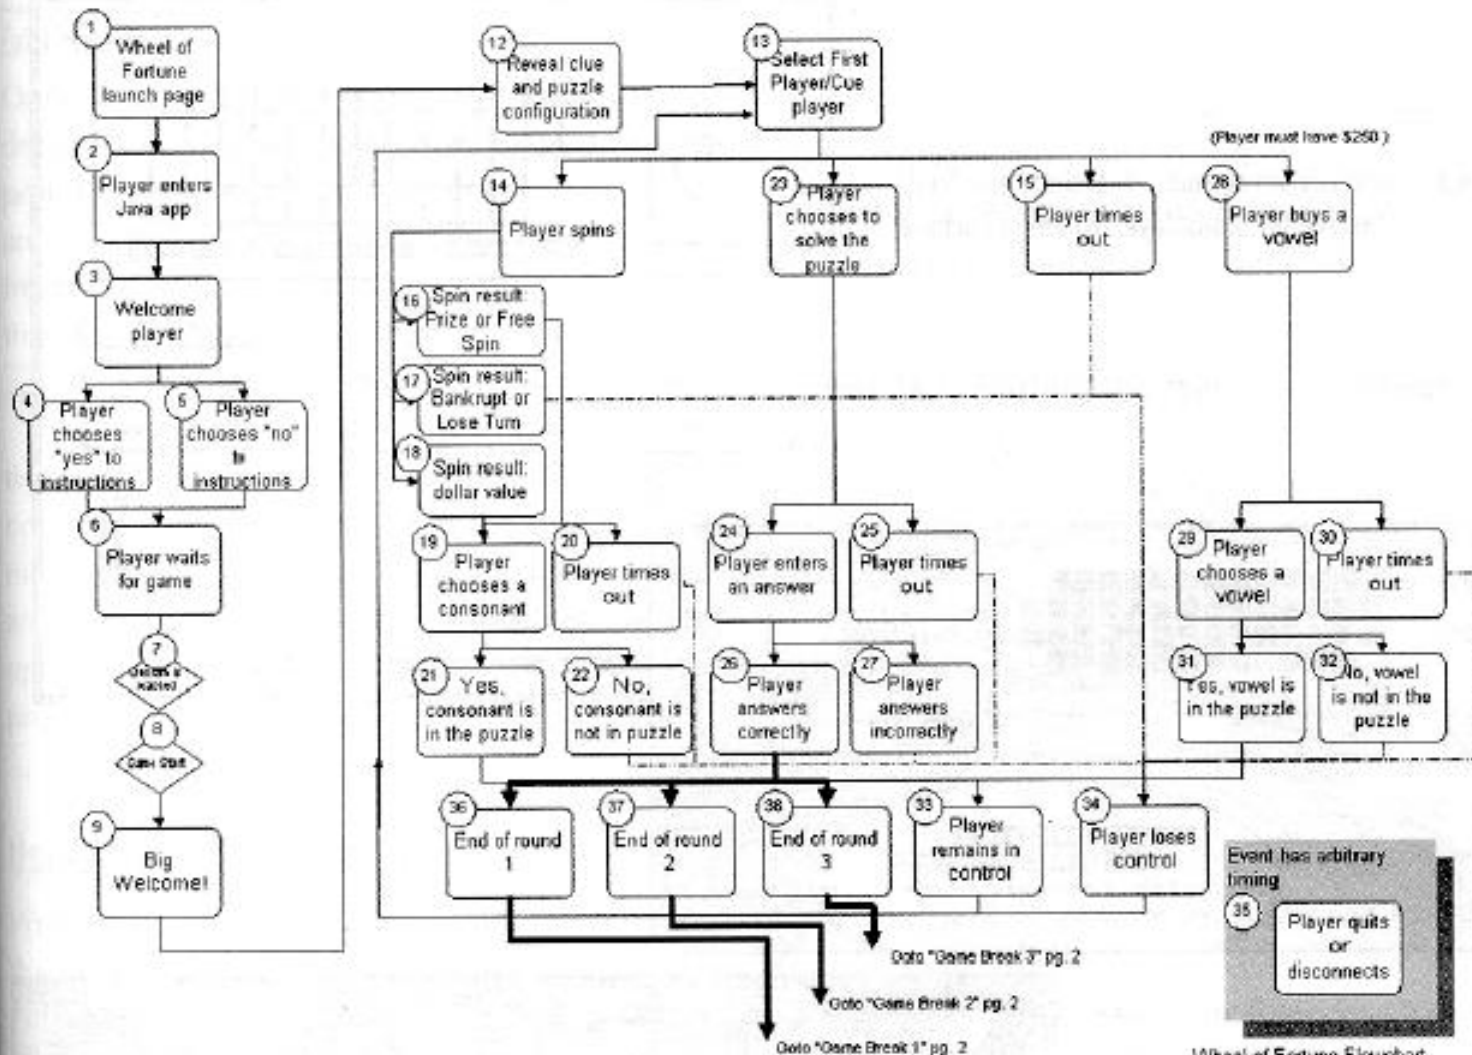 1
Wheel of
Fortune
launch page
2
Player enters
Java app
3
Welcome
player
4
Player
chooses
"yes" to
instructions
5
Player
chooses "no"
to
instructions
6
Player waits
for game
7
8
Game Start
9
Big
Welcome!
12
Reveal clue
and puzzle
configuration
13
Select First
Player/Cue
player
(Player must have $250 )
14
Player spins
23
Player
chooses to
solve the
puzzle
15
Player times
out
28
Player buys a
vowel
16
Spin result:
Prize or Free
Spin
17
Spin result:
Bankrupt or
Lose Turn
18
Spin result:
dollar value
19
Player
chooses a
consonant
20
Player times
out
24
Player enters
an answer
25
Player times
out
29
Player
chooses a
vowel
30
Player times
out
21
Yes,
consonant is
in the puzzle
22
No,
consonant is
not in puzzle
26
Player
answers
correctly
27
Player
answers
incorrectly
31
Yes, vowel is
in the puzzle
32
No, vowel
is not in the
puzzle
36
End of round
1
37
End of round
2
38
End of round
3
33
Player
remains in
control
34
Player loses
control
Event has arbitrary
timing
35
Player quits
or
disconnects
Goto "Game Break 3" pg. 2
Goto "Game Break 2" pg. 2
Goto "Game Break 1" pg. 2
Wheel of Fortune Flowchart